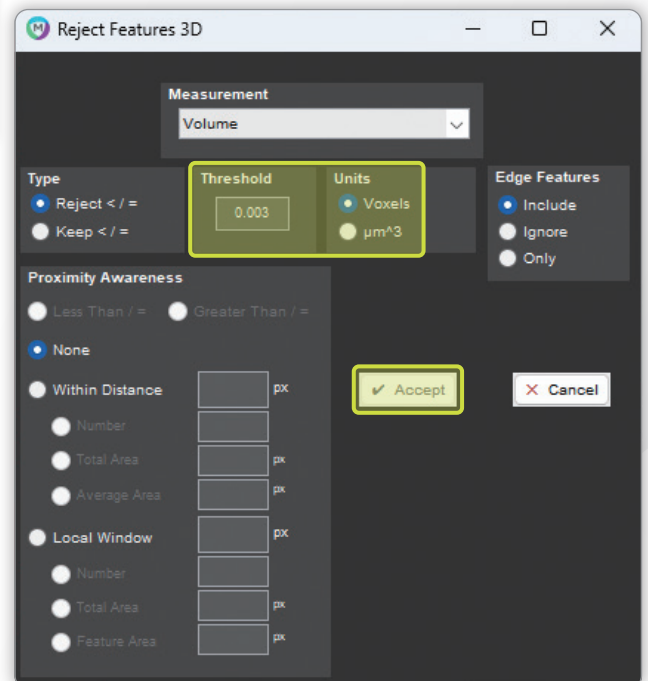 Reject Features 3D
Measurement
Volume
Type
Reject < / =
Keep < / =
Threshold
0.003
Units
Voxels
µm^3
Edge Features
Include
Ignore
Only
Proximity Awareness
Less Than / = Greater Than / =
None
Within Distance px
Number
Total Area px
Average Area px
Local Window px
Number
Total Area px
Feature Area px
✔ Accept
X Cancel